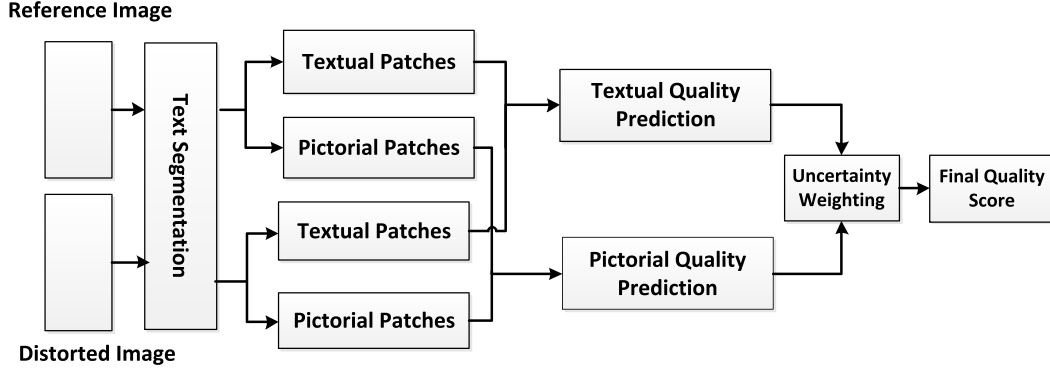 Reference Image
Text Segmentation
Textual Patches
Pictorial Patches
Textual Patches
Pictorial Patches
Textual Quality
Prediction
Pictorial Quality
Prediction
Uncertainty
Weighting
Final Quality
Score
Distorted Image